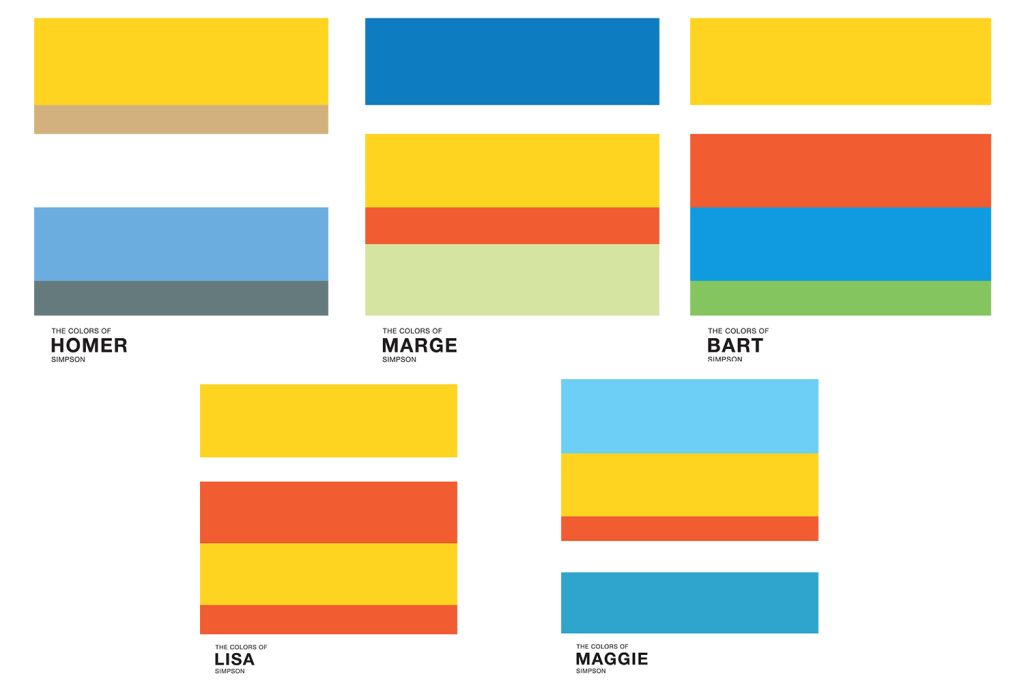 THE COLORS OF
HOMER
SIMPSON
THE COLORS OF
MARGE
SIMPSON
THE COLORS OF
BART
SIMPSON
THE COLORS OF
LISA
SIMPSON
THE COLORS OF
MAGGIE
SIMPSON